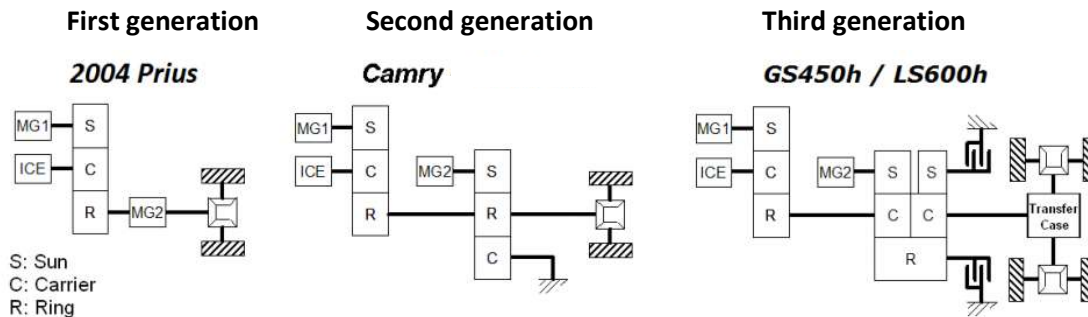 First generation
Second generation
Third generation
2004 Prius
Camry
GS450h / LS600h
MG1
S
ICE
C
R
MG2
S: Sun
C: Carrier
R: Ring
MG1
S
ICE
C
R
MG2
S
R
C
MG1
S
ICE
C
R
MG2
S
S
C
C
R
Transfer
Case